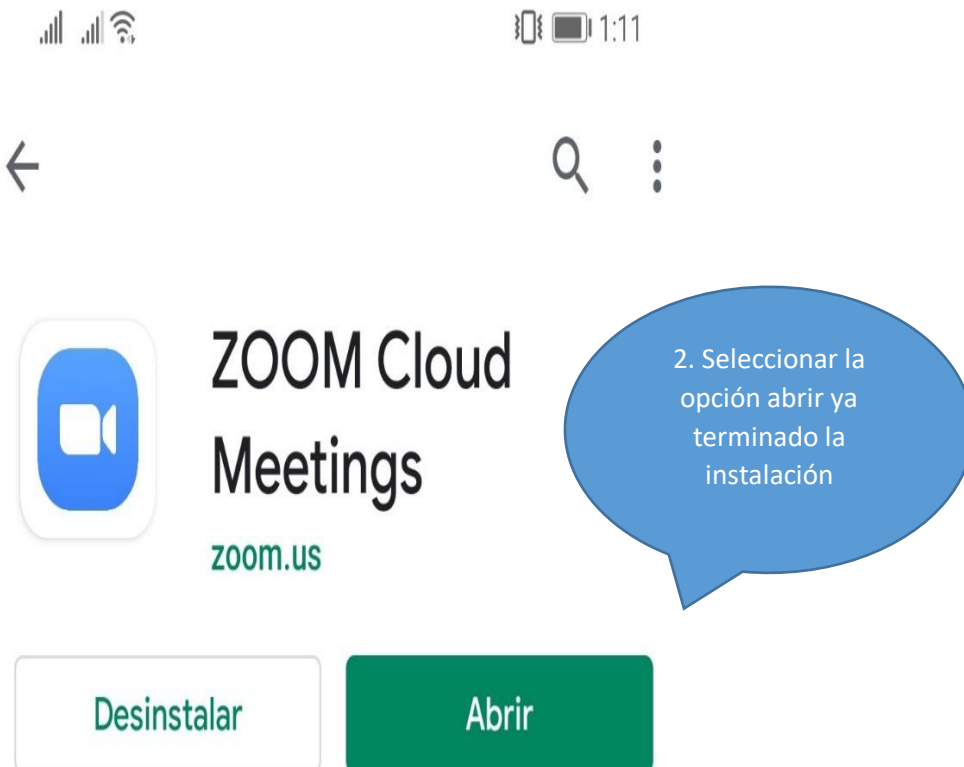 1:11
ZOOM Cloud
Meetings
zoom.us
2. Seleccionar la
opción abrir ya
terminado la
instalación
Desinstalar
Abrir